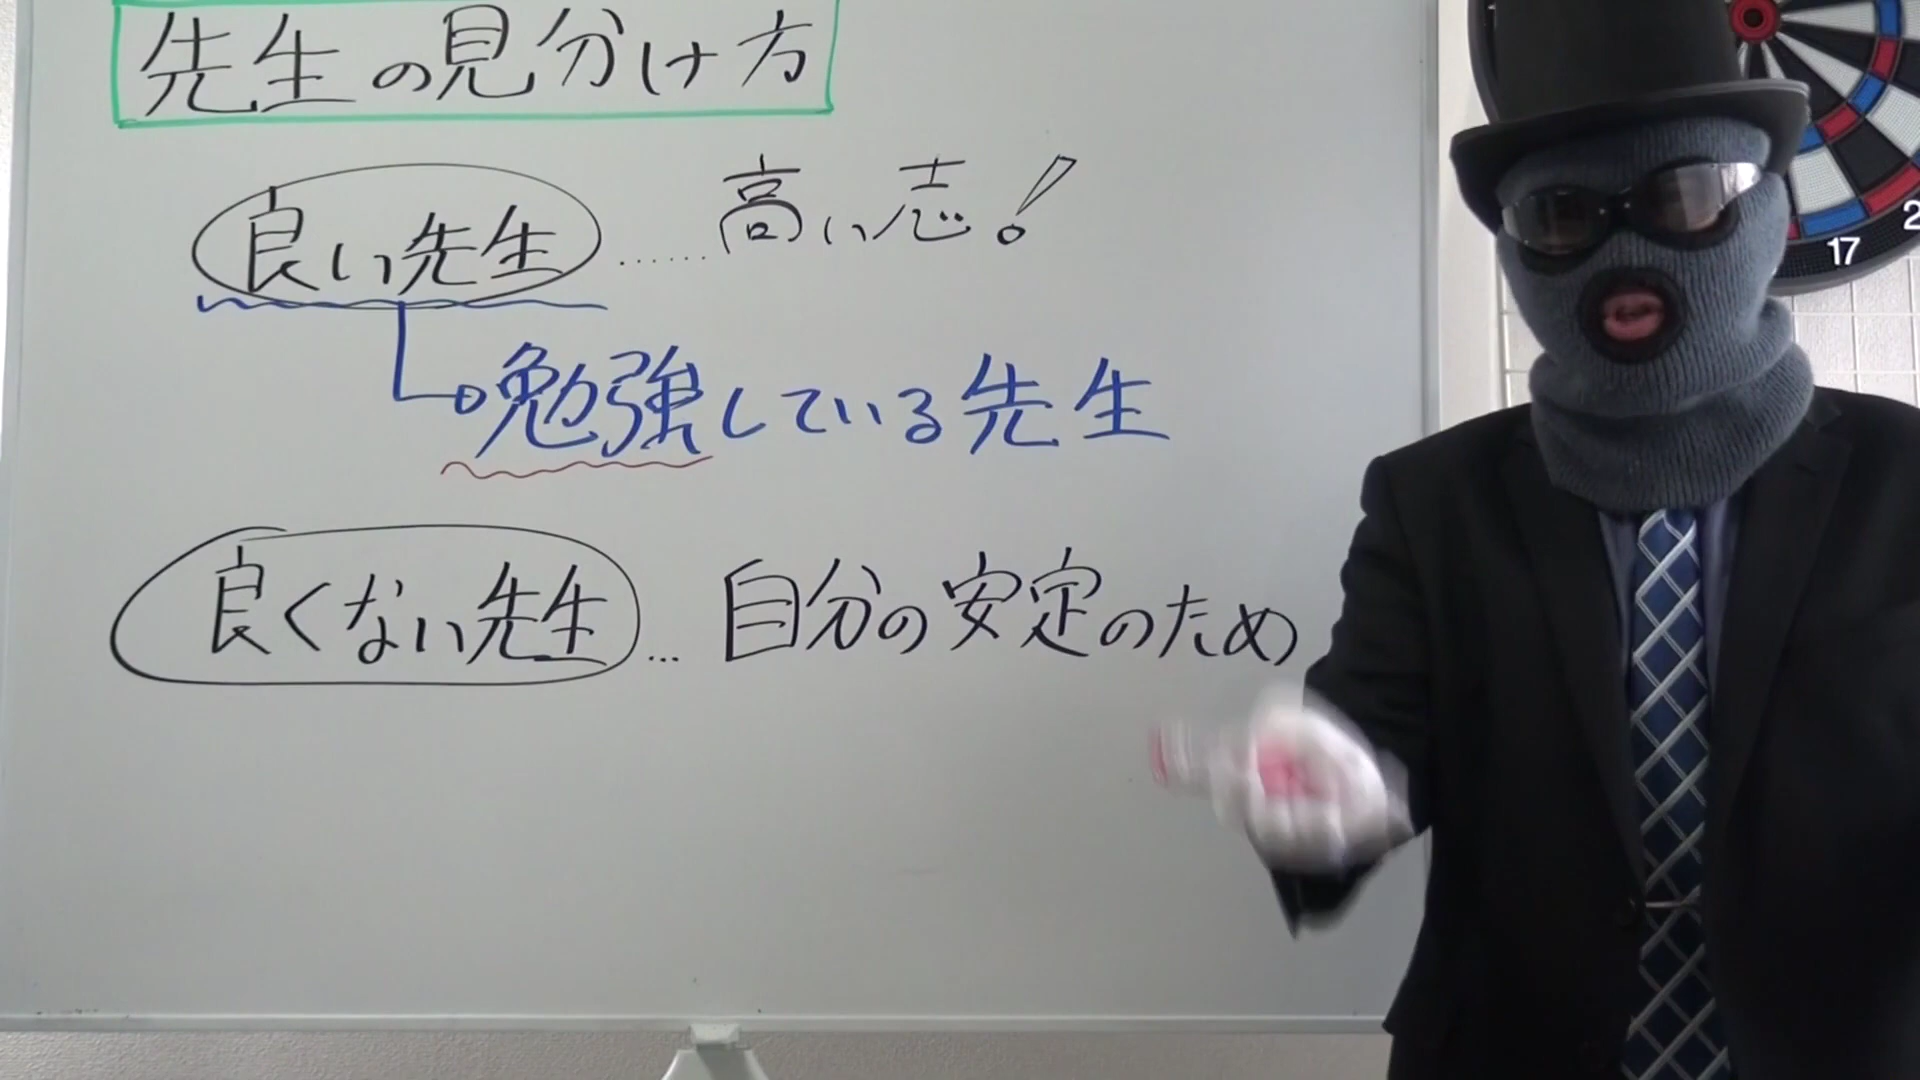 先生の見分け方
良い先生……高い志!
勉強している先生
良くない先生…自分の安定のため
17